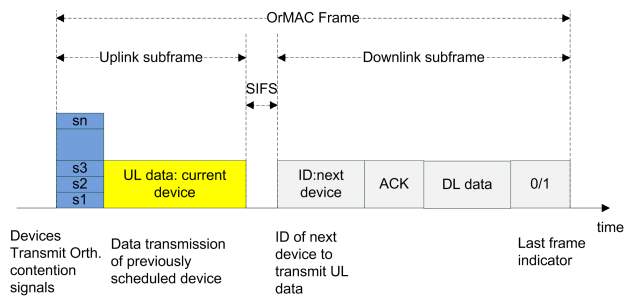 OrMAC Frame
Uplink subframe
Downlink subframe
SIFS
sn
s3
s2
s1
UL data: current
device
ID:next
device
ACK
DL data
0/1
time
Devices
Transmit Orth.
contention
signals
Data transmission
of previously
scheduled device
ID of next
device to
transmit UL
data
Last frame
indicator